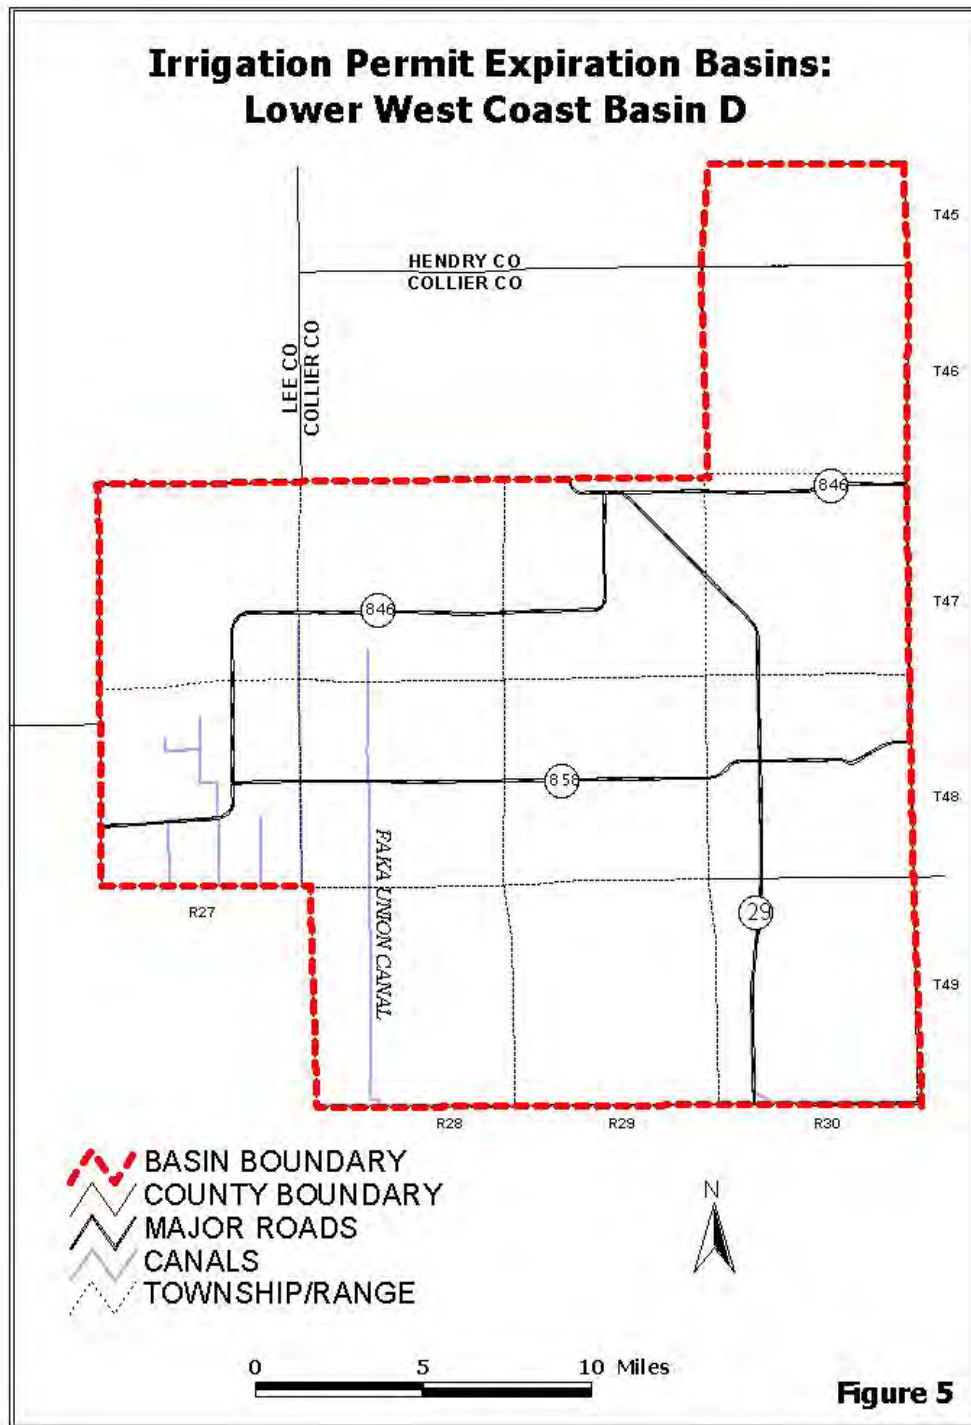 Irrigation Permit Expiration Basins:
Lower West Coast Basin D
T45
HENDRY CO
COLLIER CO
LEE CO
COLLIER CO
T46
846
T47
846
858
T48
FAKA UNION CANAL
R27
29
T49
R28
R29
R30
BASIN BOUNDARY
COUNTY BOUNDARY
MAJOR ROADS
CANALS
TOWNSHIP/RANGE
N
0 5 10 Miles
Figure 5